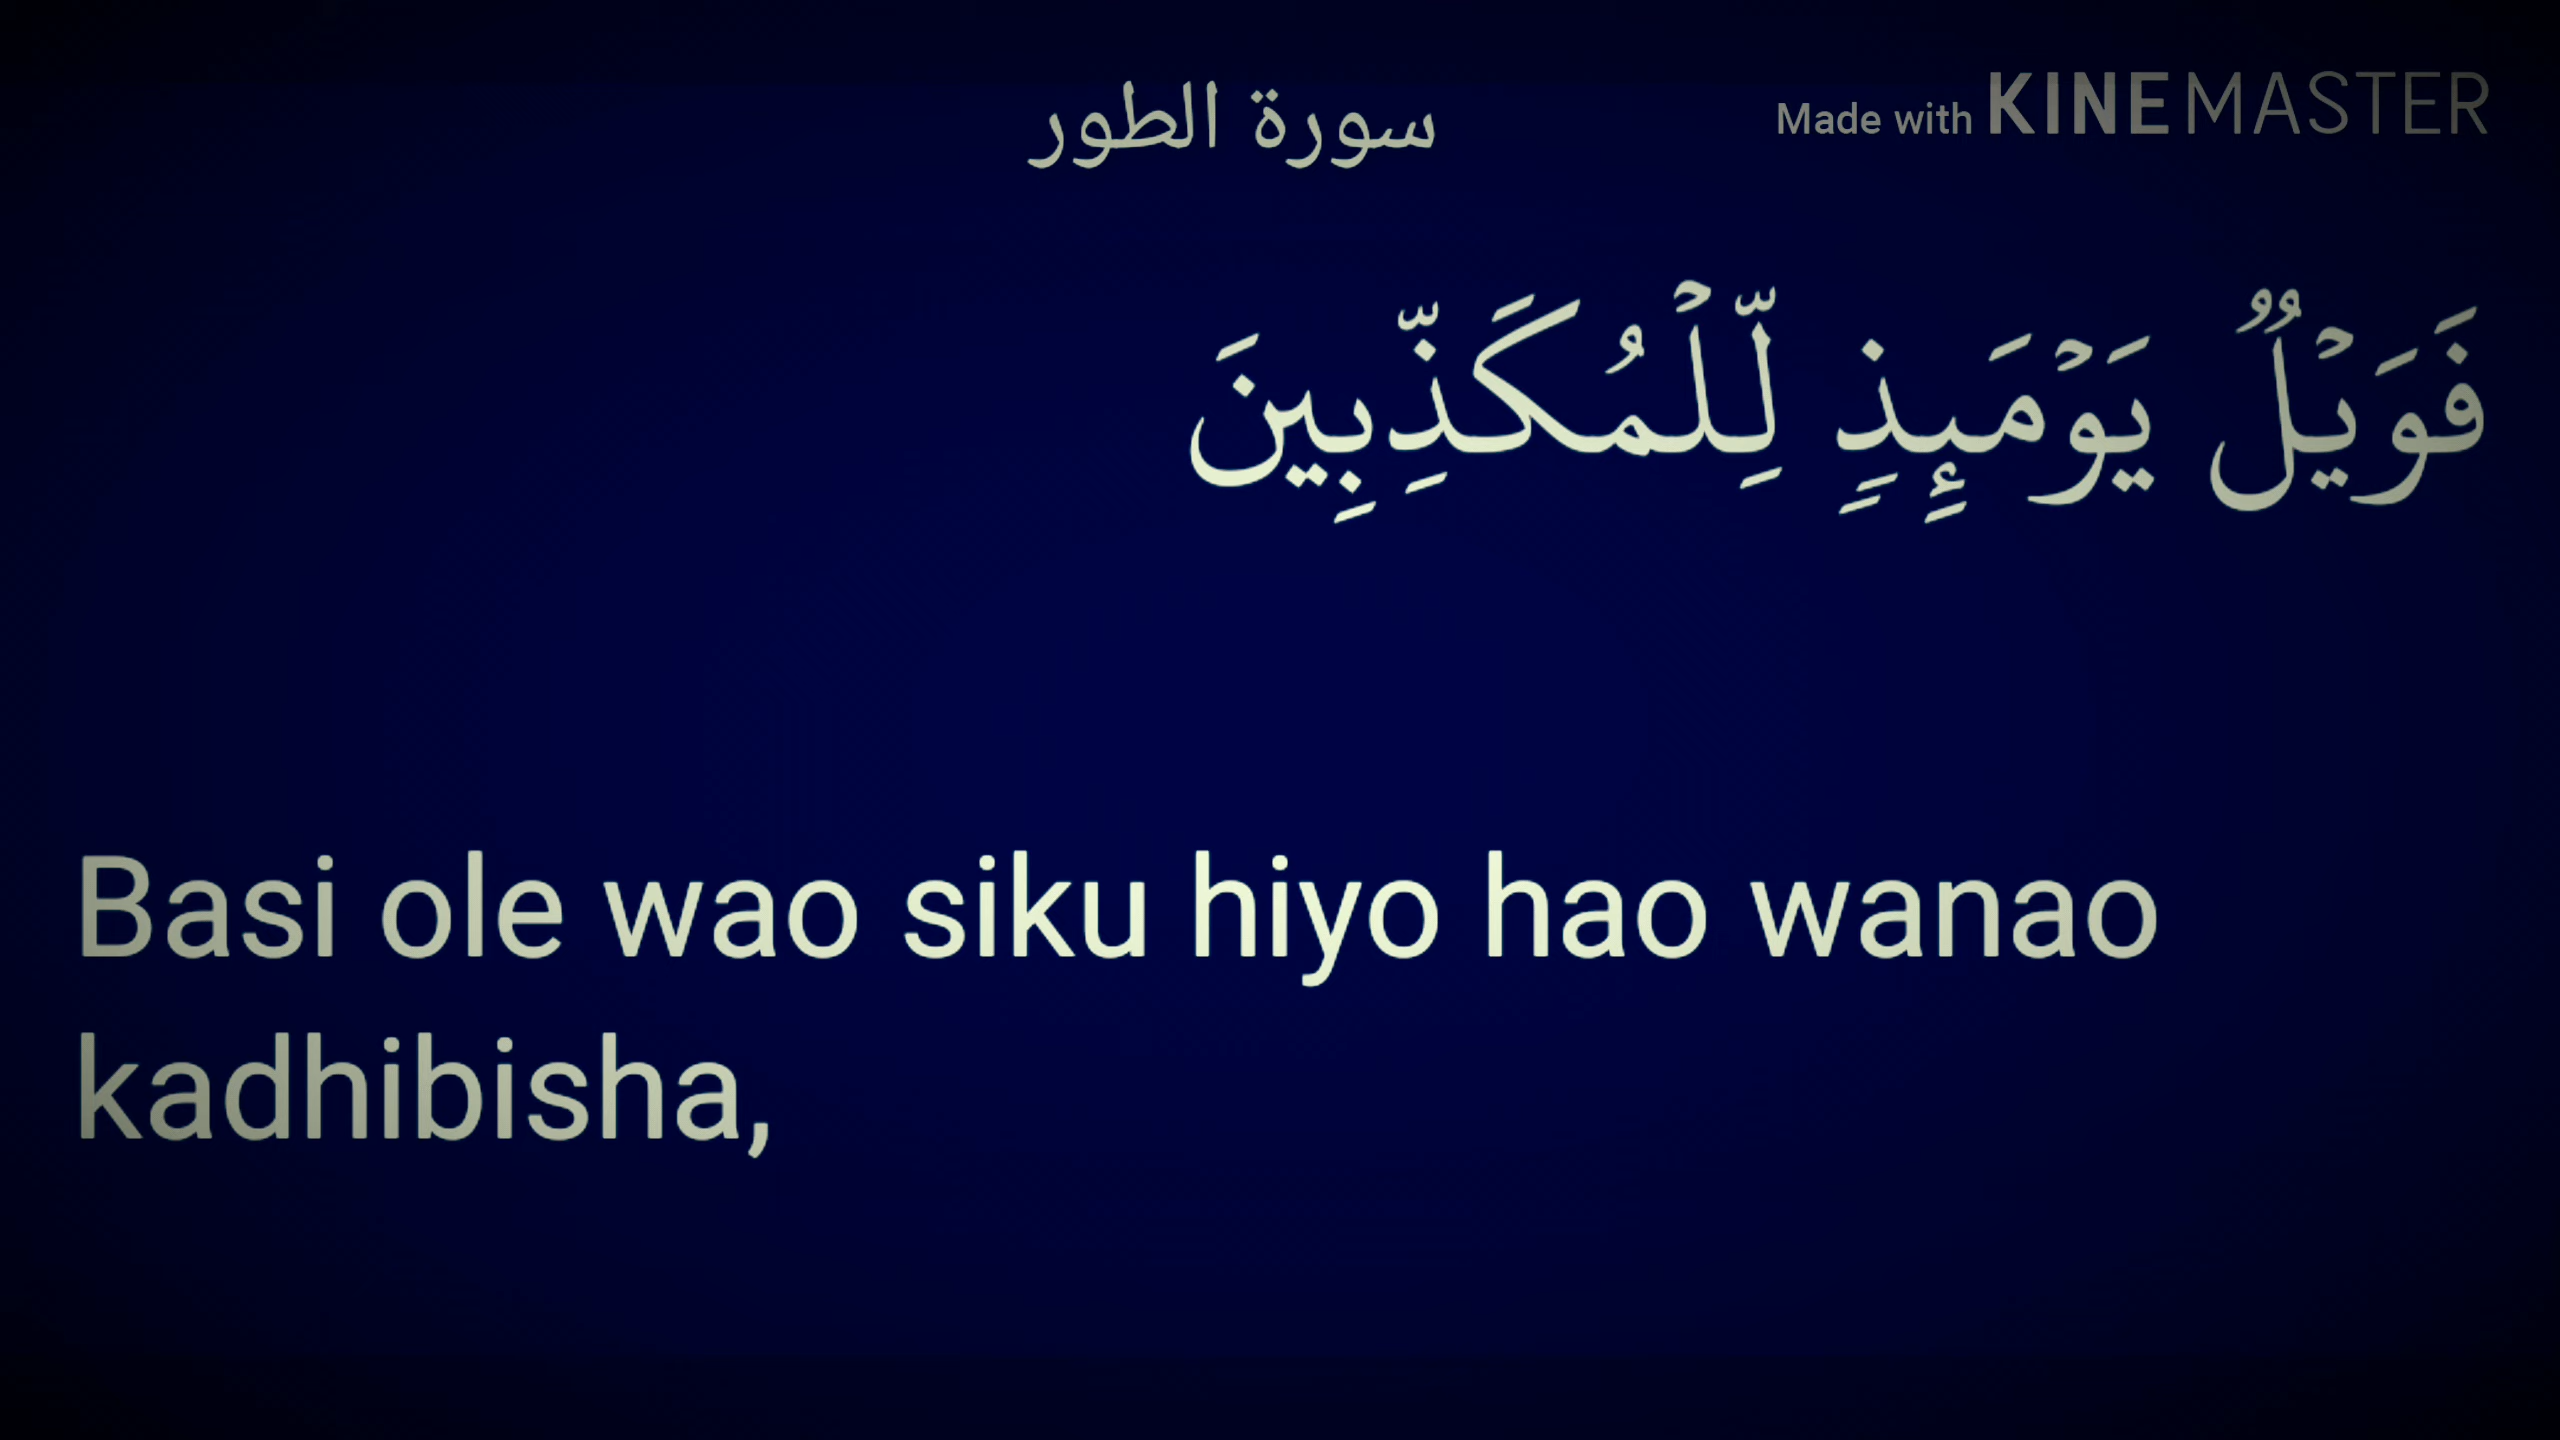 سورة الطور
Made with KINEMASTER
فَوَيْلٌ يَوْمَئِذٍ لِّلْمُكَذِّبِينَ
Basi ole wao siku hiyo hao wanao
kadhibisha,